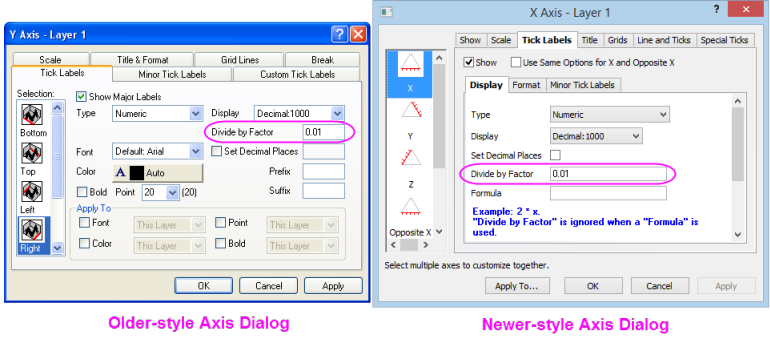 Y Axis - Layer 1
Scale Title & Format Grid Lines Break
Tick Labels Minor Tick Labels Custom Tick Labels
Selection:
Bottom
Top
Left
Right
Show Major Labels
Type Numeric Display Decimal:1000
Divide by Factor 0.01
Font Default: Arial Set Decimal Places
Color A Auto Prefix
Bold Point 20 (20) Suffix
Apply To
Font This Layer Point This Layer
Color This Layer Bold This Layer
OK Cancel Apply
Older-style Axis Dialog
X Axis - Layer 1
Show Scale Tick Labels Title Grids Line and Ticks Special Ticks
X
Y
Z
Opposite X
Show Use Same Options for X and Opposite X
Display Format Minor Tick Labels
Type Numeric
Display Decimal: 1000
Set Decimal Places
Divide by Factor 0.01
Formula
Example: 2 * x.
"Divide by Factor" is ignored when a "Formula" is
used.
Select multiple axes to customize together.
Apply To... OK Cancel Apply
Newer-style Axis Dialog